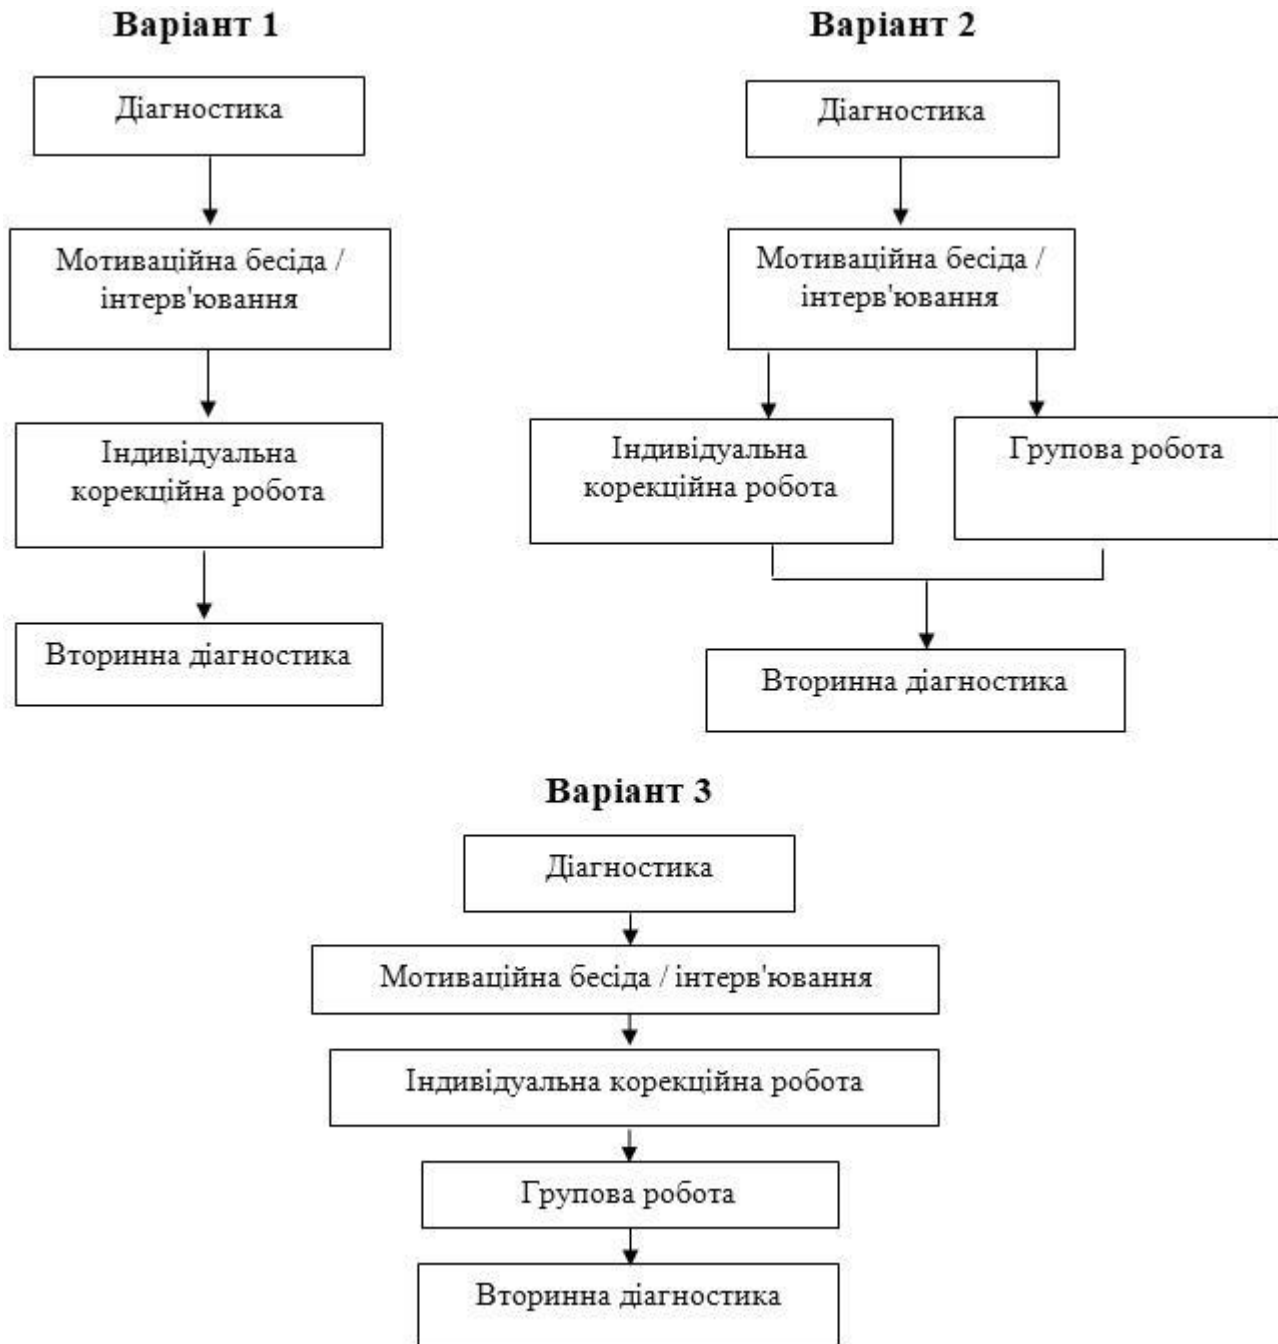 Варіант 1
Діагностика
Мотиваційна бесіда /
інтерв'ювання
Індивідуальна
корекційна робота
Вторинна діагностика
Варіант 2
Діагностика
Мотиваційна бесіда /
інтерв'ювання
Індивідуальна
корекційна робота
Групова робота
Вторинна діагностика
Варіант 3
Діагностика
Мотиваційна бесіда / інтерв'ювання
Індивідуальна корекційна робота
Групова робота
Вторинна діагностика